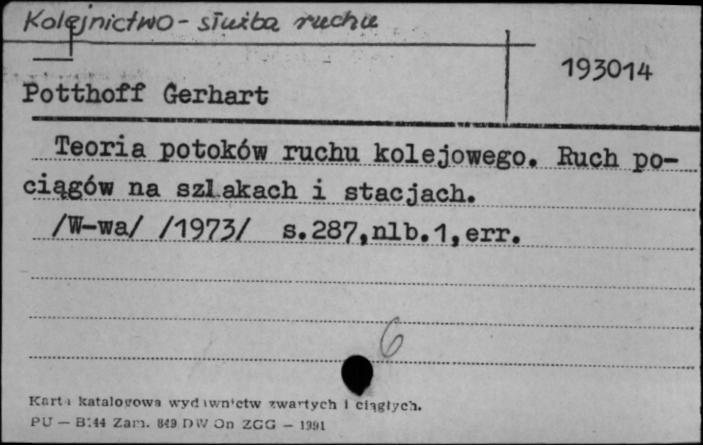 Kolejnictwo - służba ruchu
193014
Potthoff Gerhart
Teoria potoków ruchu kolejowego. Ruch po-
ciągów na szlakach i stacjach.
/W-wa/ /1973/ s.287,nlb.1,err.
6
Karta katalogowa wydawnictw zwartych i ciągłych.
PU — B144 Zam. 849 DW On ZGG — 1991